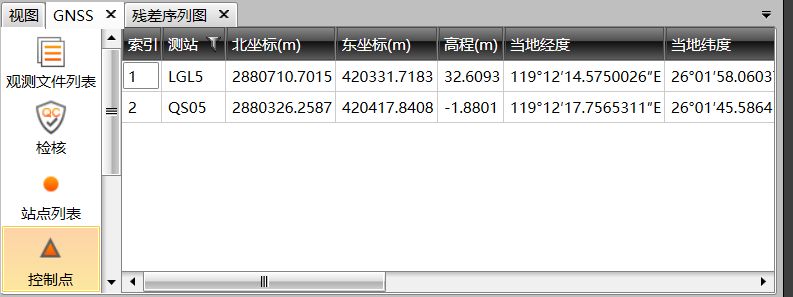 视图 GNSS 残差序列图
观测文件列表
QC
检核
站点列表
控制点
索引 测站 北坐标(m) 东坐标(m) 高程(m) 当地经度 当地纬度
1 LGL5 2880710.7015 420331.7183 32.6093 119°12′14.5750026″E 26°01′58.0603
2 QS05 2880326.2587 420417.8408 -1.8801 119°12′17.7565311″E 26°01′45.5864